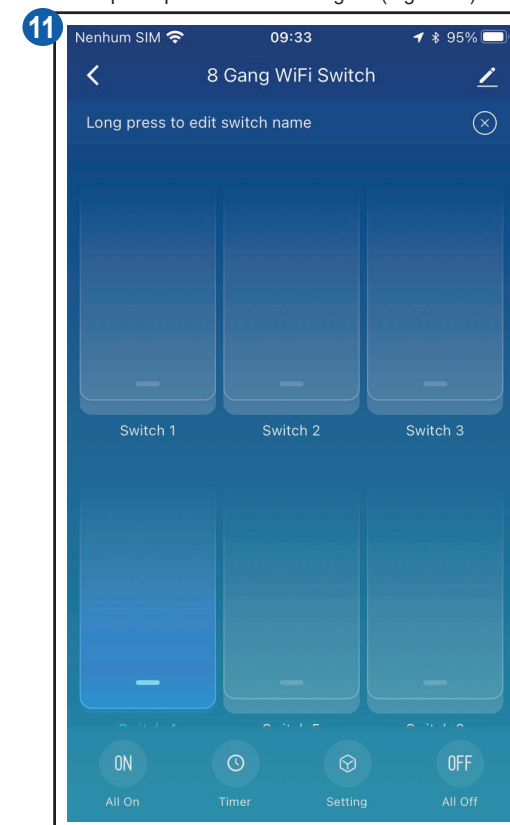 11
Nenhum SIM 09:33 95%
8 Gang WiFi Switch
Long press to edit switch name
Switch 1 Switch 2 Switch 3
ON OFF
All On Timer Setting All Off